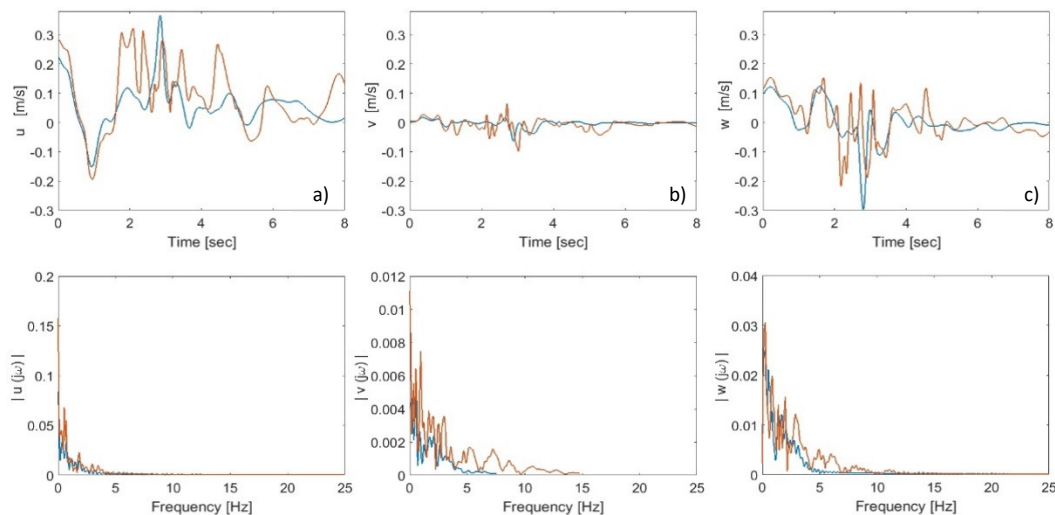 0.3
0.2
0.1
0
-0.1
-0.2
-0.3
u [m/s]
0 2 4 6 8
Time [sec]
a)
0.3
0.2
0.1
0
-0.1
-0.2
-0.3
v [m/s]
0 2 4 6 8
Time [sec]
b)
0.3
0.2
0.1
0
-0.1
-0.2
-0.3
w [m/s]
0 2 4 6 8
Time [sec]
c)
0.2
0.15
0.1
0.05
0
| u (jω) |
0 5 10 15 20 25
Frequency [Hz]
0.012
0.01
0.008
0.006
0.004
0.002
0
| v (jω) |
0 5 10 15 20 25
Frequency [Hz]
0.04
0.03
0.02
0.01
0
| w (jω) |
0 5 10 15 20 25
Frequency [Hz]